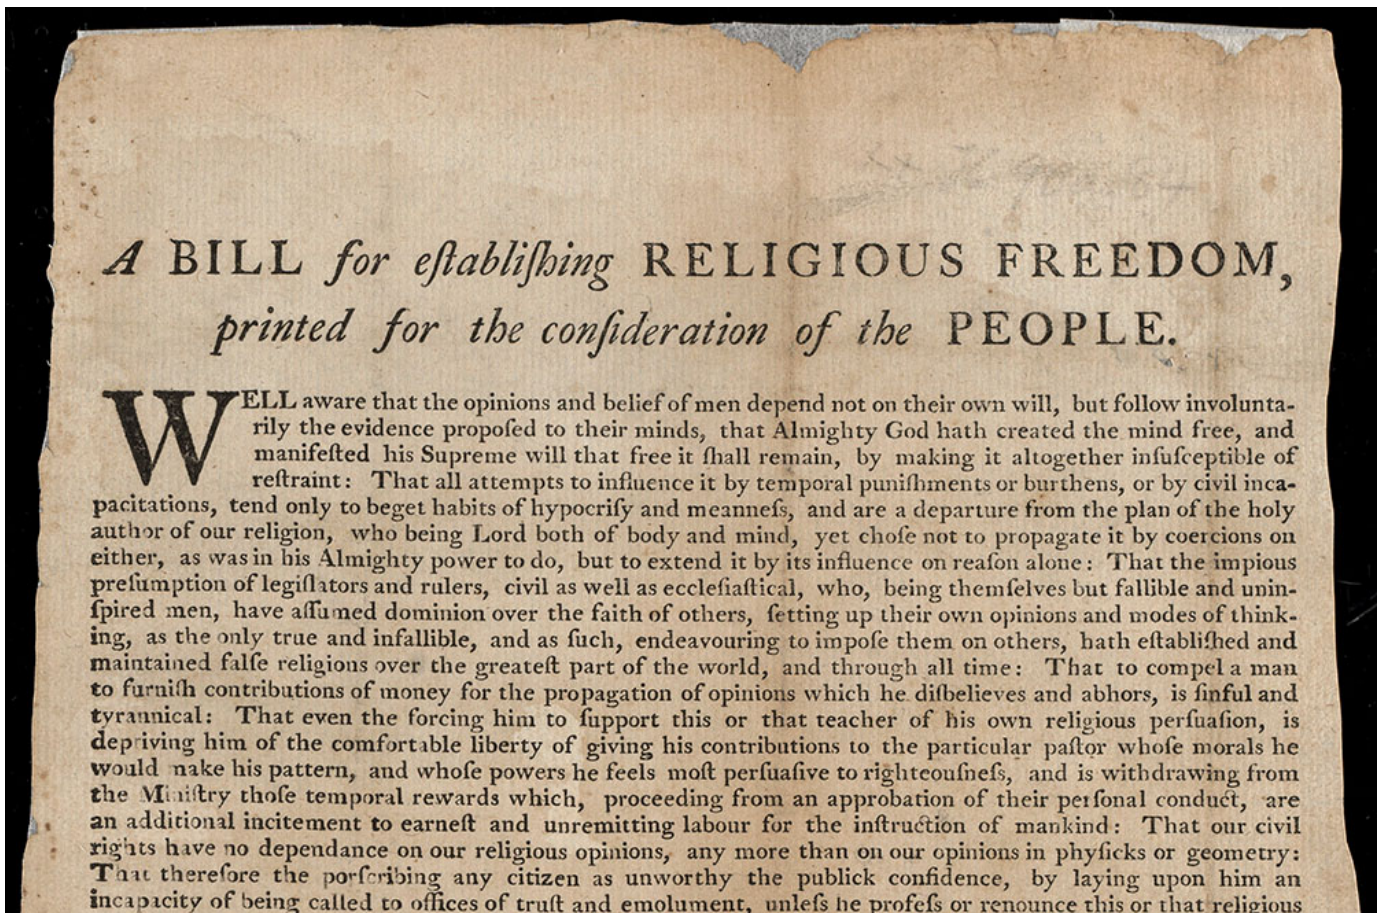 A BILL for eſtabliſhing RELIGIOUS FREEDOM,
printed for the conſideration of the PEOPLE.
WELL aware that the opinions and belief of men depend not on their own will, but follow involunta-
rily the evidence propoſed to their minds, that Almighty God hath created the mind free, and
manifeſted his Supreme will that free it ſhall remain, by making it altogether inſuſceptible of
reſtraint: That all attempts to influence it by temporal puniſhments or burthens, or by civil inca-
pacitations, tend only to beget habits of hypocriſy and meanneſs, and are a departure from the plan of the holy
author of our religion, who being Lord both of body and mind, yet choſe not to propagate it by coercions on
either, as was in his Almighty power to do, but to extend it by its influence on reaſon alone: That the impious
preſumption of legiſlators and rulers, civil as well as eccleſiaſtical, who, being themſelves but fallible and unin-
ſpired men, have aſſumed dominion over the faith of others, ſetting up their own opinions and modes of think-
ing, as the only true and infallible, and as ſuch, endeavouring to impoſe them on others, hath eſtabliſhed and
maintained falſe religions over the greateſt part of the world, and through all time: That to compel a man
to furniſh contributions of money for the propagation of opinions which he diſbelieves and abhors, is ſinful and
tyrannical: That even the forcing him to ſupport this or that teacher of his own religious perſuaſion, is
depriving him of the comfortable liberty of giving his contributions to the particular paſtor whoſe morals he
would make his pattern, and whoſe powers he feels moſt perſuaſive to righteouſneſs, and is withdrawing from
the Miniſtry thoſe temporal rewards which, proceeding from an approbation of their perſonal conduct, are
an additional incitement to earneſt and unremitting labour for the inſtruction of mankind: That our civil
rights have no dependance on our religious opinions, any more than on our opinions in phyſicks or geometry:
That therefore the porſcribing any citizen as unworthy the publick confidence, by laying upon him an
incapacity of being called to offices of truſt and emolument, unleſs he profeſs or renounce this or that religious